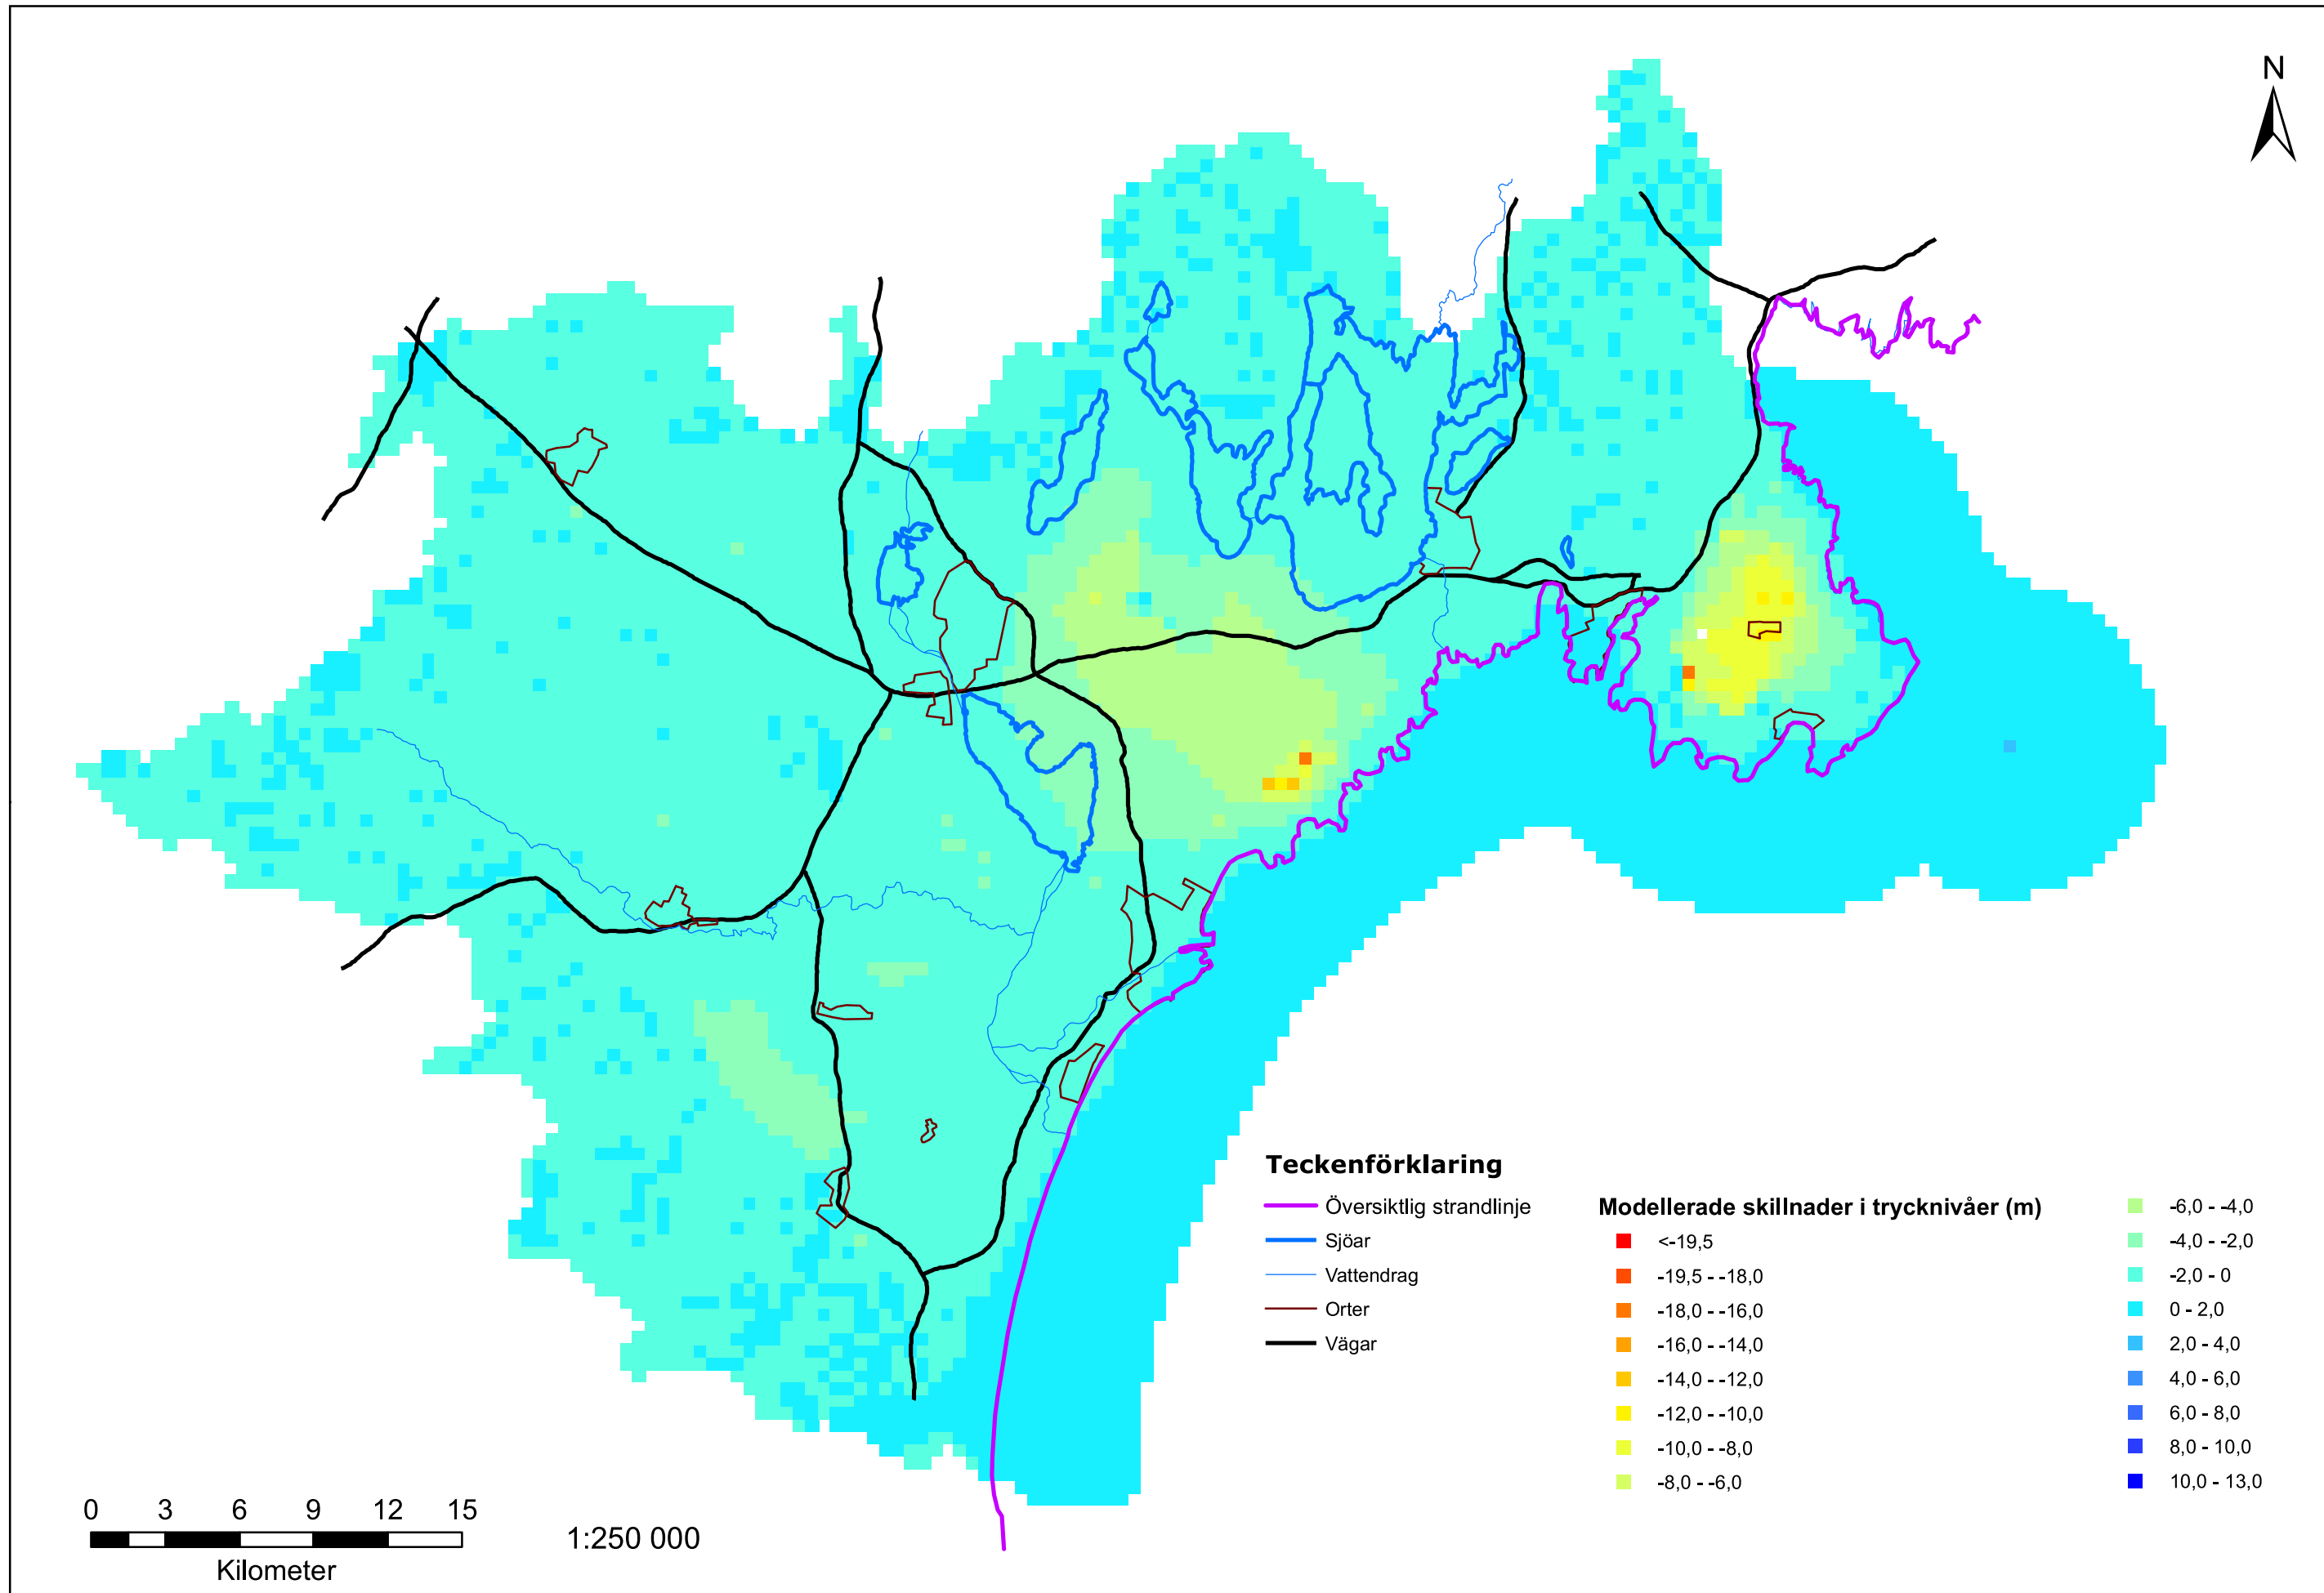 N
Teckenförklaring
Översiktlig strandlinje
Sjöar
Vattendrag
Orter
Vägar
Modellerade skillnader i trycknivåer (m)
<-19,5
-19,5 - -18,0
-18,0 - -16,0
-16,0 - -14,0
-14,0 - -12,0
-12,0 - -10,0
-10,0 - -8,0
-8,0 - -6,0
-6,0 - -4,0
-4,0 - -2,0
-2,0 - 0
0 - 2,0
2,0 - 4,0
4,0 - 6,0
6,0 - 8,0
8,0 - 10,0
10,0 - 13,0
0 3 6 9 12 15
Kilometer
1:250 000